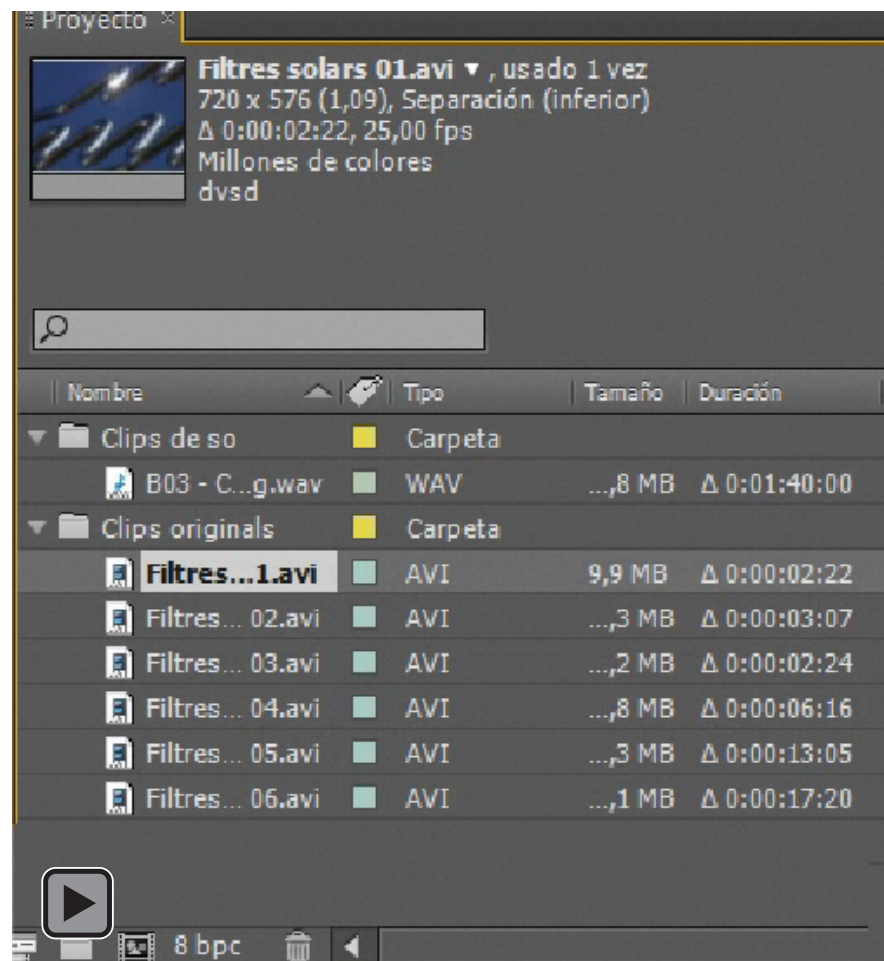 Proyecto ×
Filtres solars 01.avi ▼ , usado 1 vez
720 x 576 (1,09), Separación (inferior)
Δ 0:00:02:22, 25,00 fps
Millones de colores
dvsd
Nombre Tipo Tamaño Duración
Clips de so Carpeta
B03 - C...g.wav WAV ...,8 MB Δ 0:01:40:00
Clips originals Carpeta
Filtres...1.avi AVI 9,9 MB Δ 0:00:02:22
Filtres... 02.avi AVI ...,3 MB Δ 0:00:03:07
Filtres... 03.avi AVI ...,2 MB Δ 0:00:02:24
Filtres... 04.avi AVI ...,8 MB Δ 0:00:06:16
Filtres... 05.avi AVI ...,3 MB Δ 0:00:13:05
Filtres... 06.avi AVI ...,1 MB Δ 0:00:17:20
8 bpc